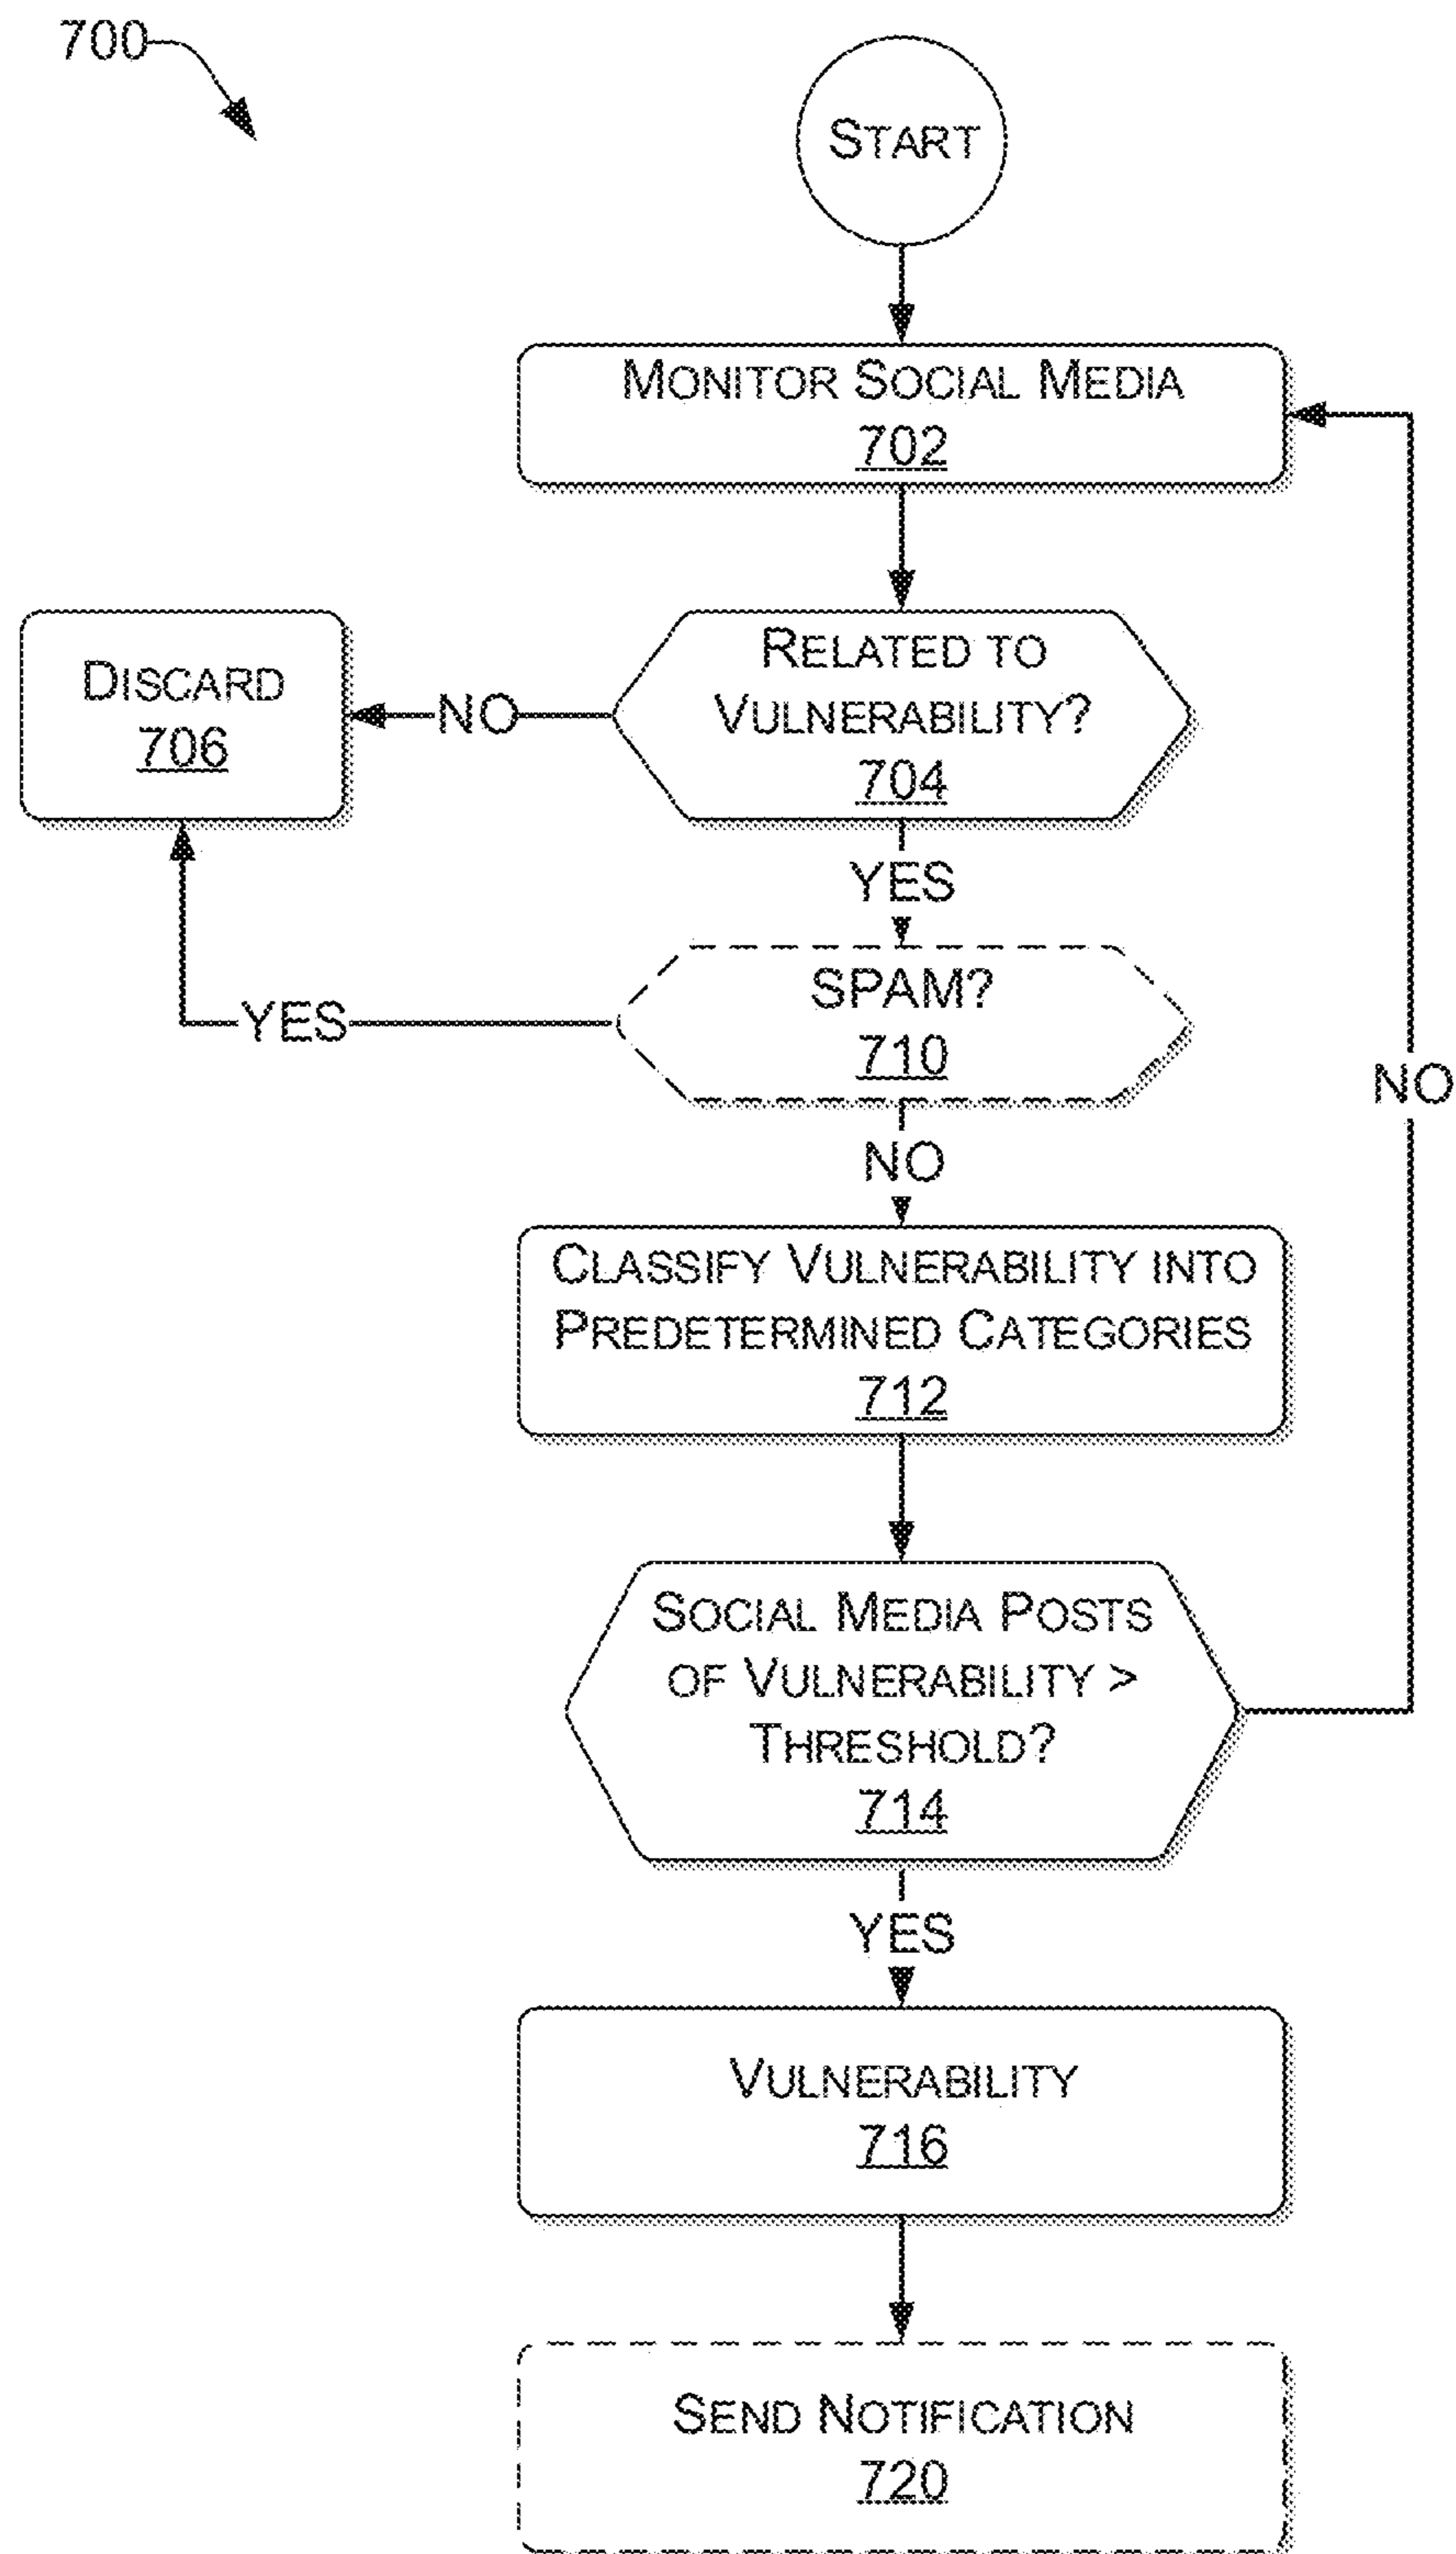 700
START
MONITOR SOCIAL MEDIA
702
RELATED TO
VULNERABILITY?
704
NO
DISCARD
706
YES
SPAM?
710
YES
NO
CLASSIFY VULNERABILITY INTO
PREDETERMINED CATEGORIES
712
SOCIAL MEDIA POSTS
OF VULNERABILITY >
THRESHOLD?
714
NO
YES
VULNERABILITY
716
SEND NOTIFICATION
720